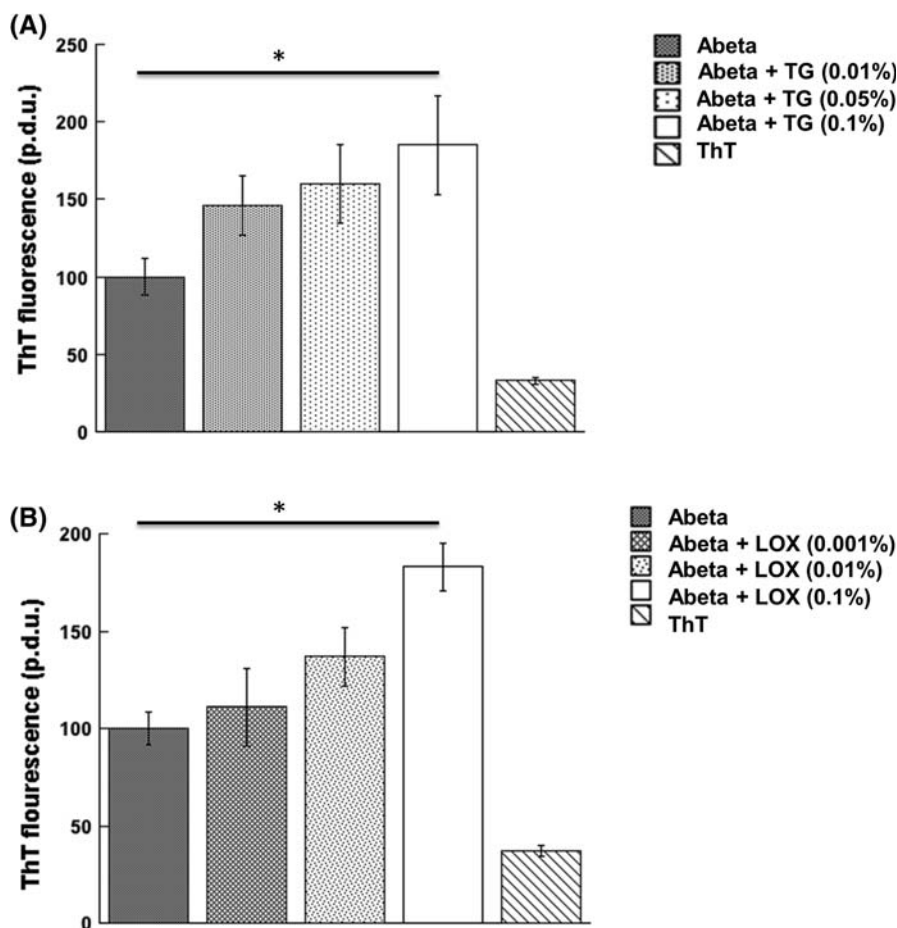 (A)
*
ThT fluorescence (p.d.u.)
250
200
150
100
50
0
Abeta
Abeta + TG (0.01%)
Abeta + TG (0.05%)
Abeta + TG (0.1%)
ThT
(B)
*
ThT flourescence (p.d.u.)
200
150
100
50
0
Abeta
Abeta + LOX (0.001%)
Abeta + LOX (0.01%)
Abeta + LOX (0.1%)
ThT